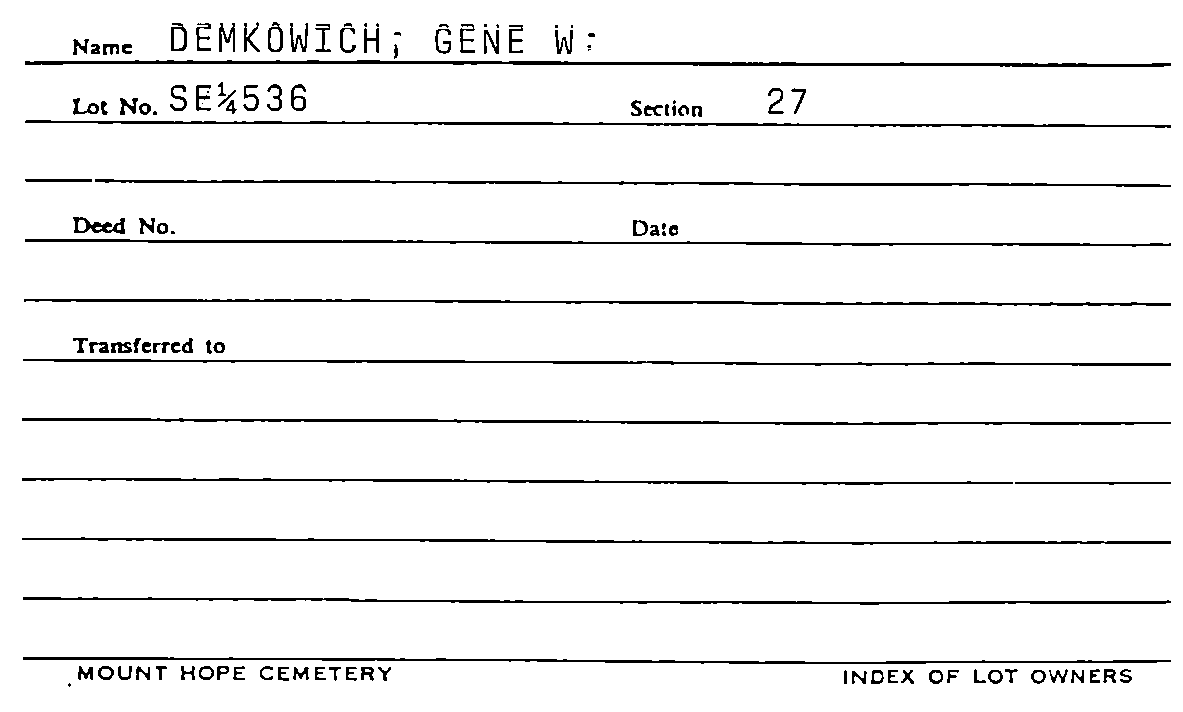 Name DEMKOWICH; GENE W.
Lot No. SE¼536 Section 27
Deed No. Date
Transferred to
MOUNT HOPE CEMETERY INDEX OF LOT OWNERS